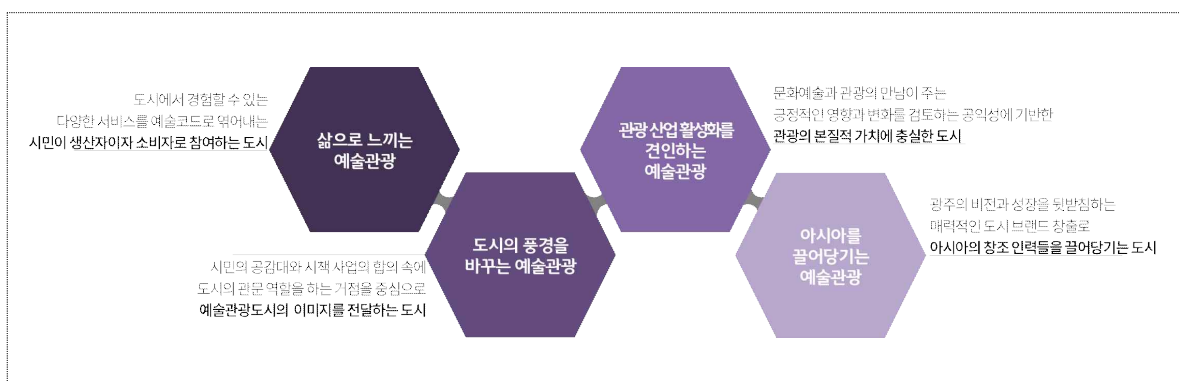 도시에서 경험할 수 있는
다양한 서비스를 예술코드로 엮어내는
시민이 생산자이자 소비자로 참여하는 도시
삶으로 느끼는
예술관광
시민의 공감대와 시책 사업의 합의 속에
도시의 관문 역할을 하는 거점을 중심으로
예술관광도시의 이미지를 전달하는 도시
도시의 풍경을
바꾸는 예술관광
관광 산업 활성화를
견인하는
예술관광
문화예술과 관광의 만남이 주는
긍정적인 영향과 변화를 검토하는 공익성에 기반한
관광의 본질적 가치에 충실한 도시
아시아를
끌어당기는
예술관광
광주의 비전과 성장을 뒷받침하는
매력적인 도시 브랜드 창출로
아시아의 창조 인력들을 끌어당기는 도시